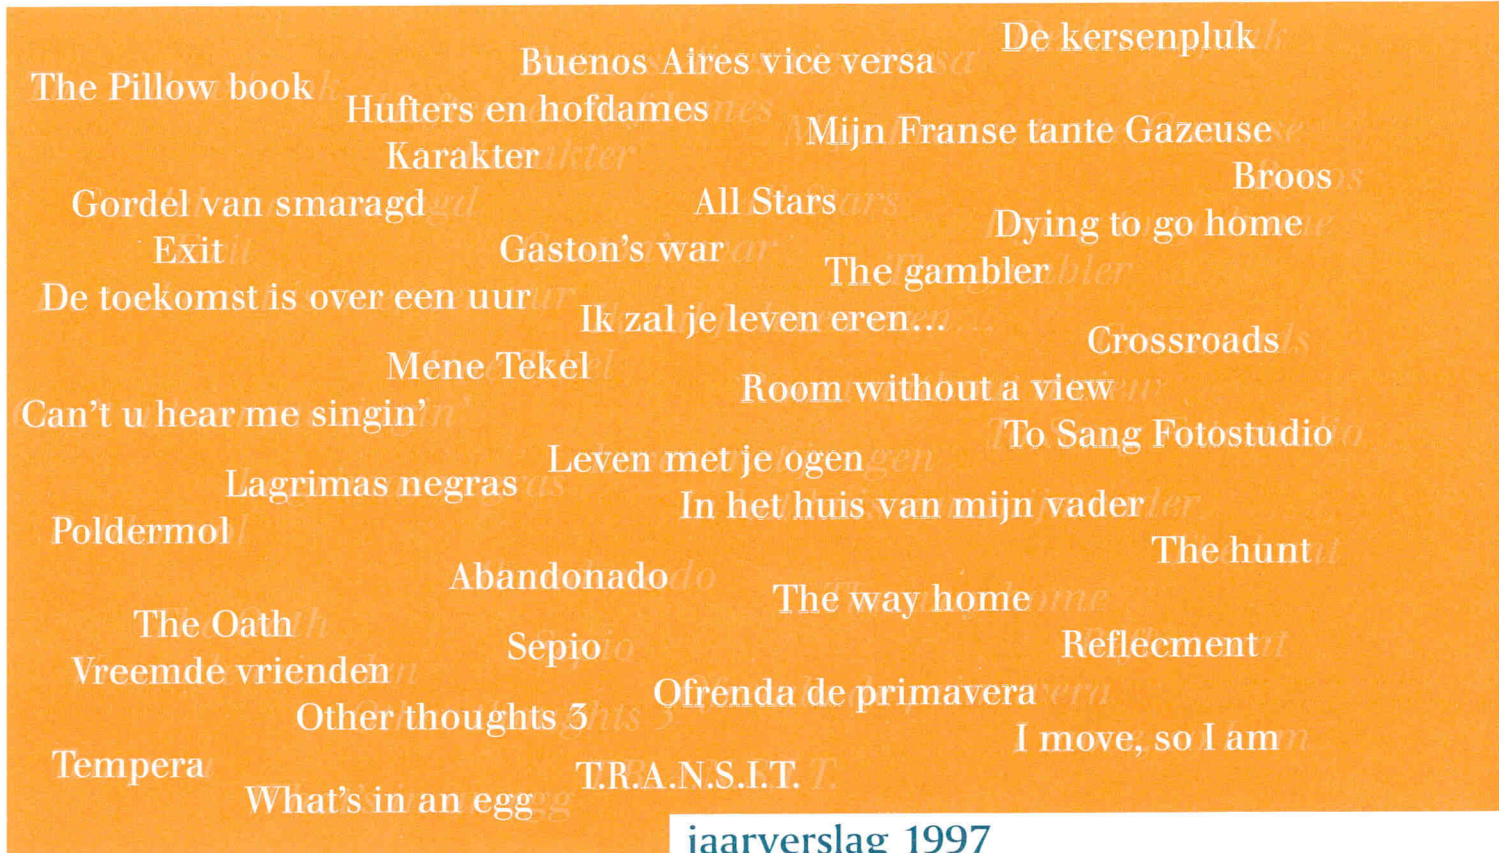 De kersenpluk
Buenos Aires vice versa
The Pillow book
Hufters en hofdames
Mijn Franse tante Gazeuse
Karakter
Broos
Gordel van smaragd
All Stars
Dying to go home
Exit
Gaston's war
The gambler
De toekomst is over een uur
Ik zal je leven eren...
Crossroads
Mene Tekel
Room without a view
Can't u hear me singin'
To Sang Fotostudio
Leven met je ogen
Lagrimas negras
In het huis van mijn vader
Poldermol
The hunt
Abandonado
The way home
The Oath
Sepio
Reflecment
Vreemde vrienden
Ofrenda de primavera
Other thoughts 3
I move, so I am
Tempera
T.R.A.N.S.I.T.
What's in an egg
jaarverslag 1997